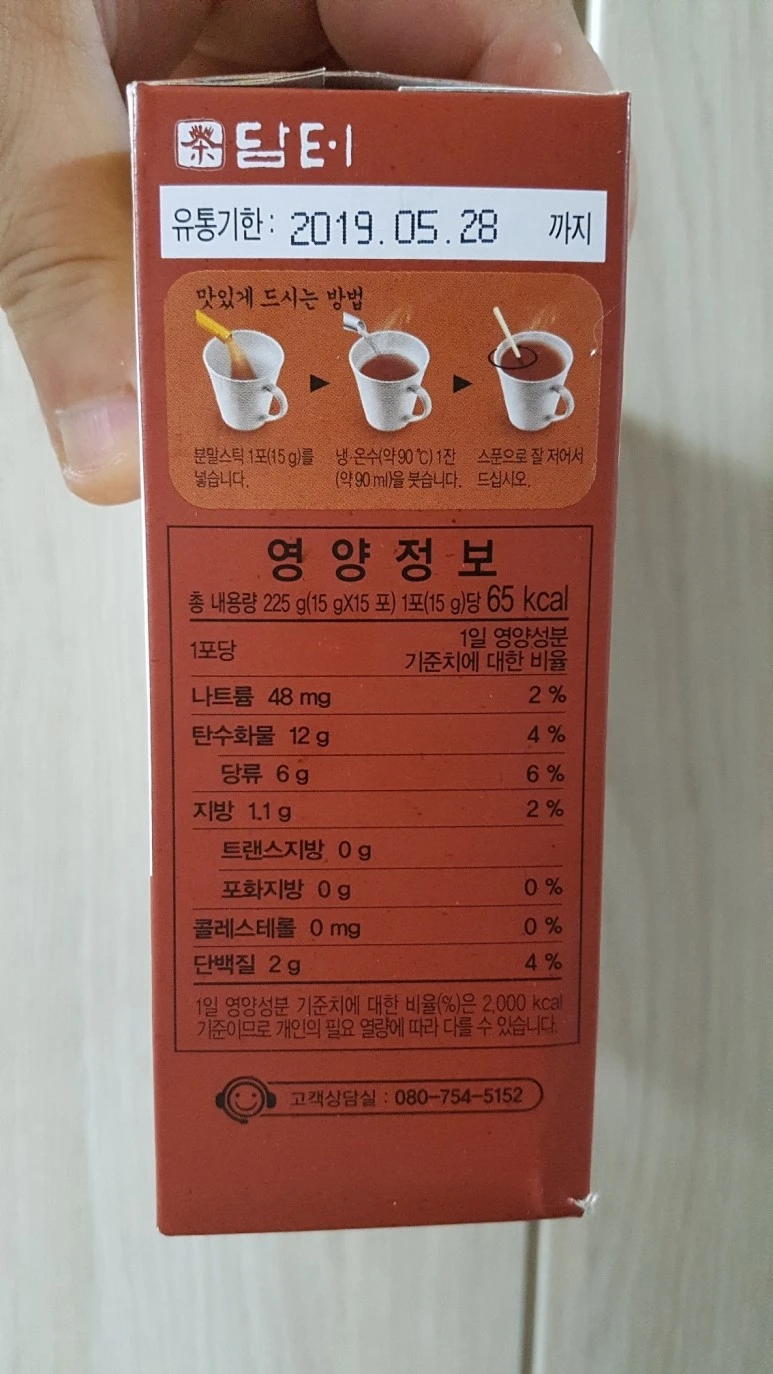 茶 담터
유통기한: 2019.05.28 까지
맛있게 드시는 방법
분말스틱 1포(15 g)를
넣습니다.
냉·온수(약 90 ℃) 1잔
(약 90 ml)을 붓습니다.
스푼으로 잘 저어서
드십시오.
영양정보
총 내용량 225 g(15 gX15 포) 1포(15 g)당 65 kcal
1포당
1일 영양성분
기준치에 대한 비율
나트륨 48 mg 2 %
탄수화물 12 g 4 %
당류 6 g 6 %
지방 1.1 g 2 %
트랜스지방 0 g
포화지방 0 g 0 %
콜레스테롤 0 mg 0 %
단백질 2 g 4 %
1일 영양성분 기준치에 대한 비율(%)은 2,000 kcal
기준이므로 개인의 필요 열량에 따라 다를 수 있습니다.
고객상담실 : 080-754-5152